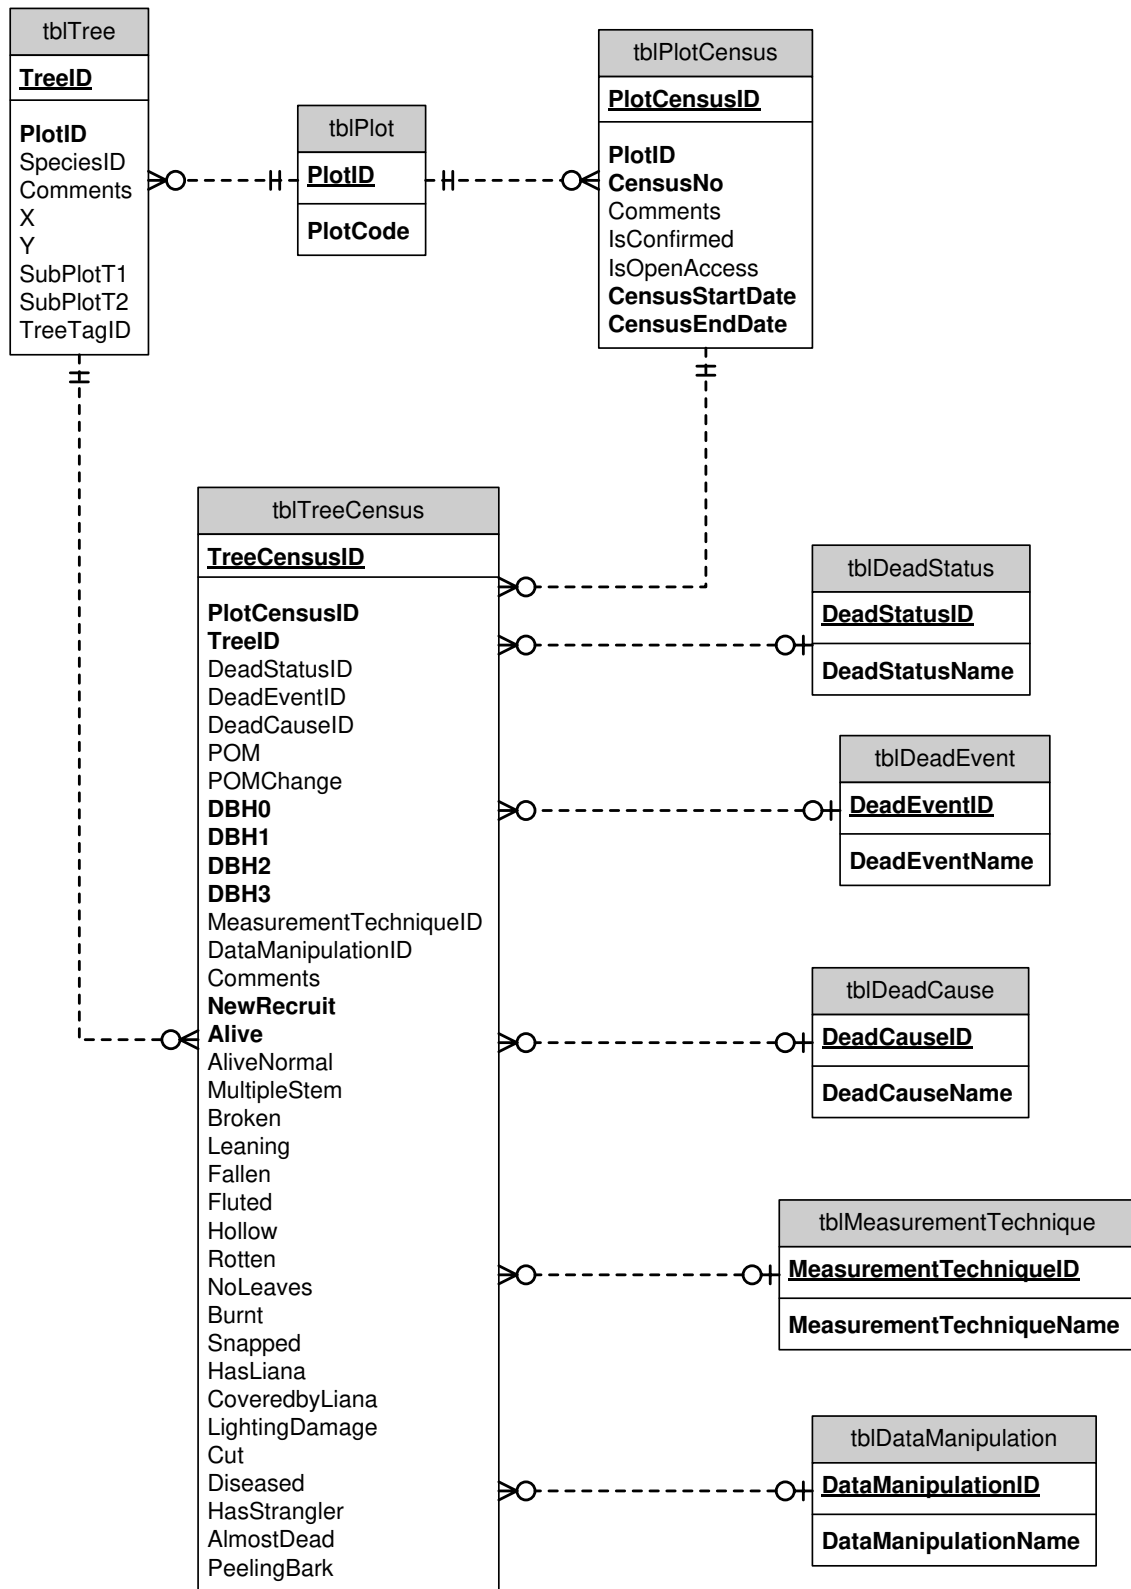 tblTree
TreeID
PlotID
SpeciesID
Comments
X
Y
SubPlotT1
SubPlotT2
TreeTagID
tblPlot
PlotID
PlotCode
tblPlotCensus
PlotCensusID
PlotID
CensusNo
Comments
IsConfirmed
IsOpenAccess
CensusStartDate
CensusEndDate
tblTreeCensus
TreeCensusID
PlotCensusID
TreeID
DeadStatusID
DeadEventID
DeadCauseID
POM
POMChange
DBH0
DBH1
DBH2
DBH3
MeasurementTechniqueID
DataManipulationID
Comments
NewRecruit
Alive
AliveNormal
MultipleStem
Broken
Leaning
Fallen
Fluted
Hollow
Rotten
NoLeaves
Burnt
Snapped
HasLiana
CoveredbyLiana
LightingDamage
Cut
Diseased
HasStrangler
AlmostDead
PeelingBark
tblDeadStatus
DeadStatusID
DeadStatusName
tblDeadEvent
DeadEventID
DeadEventName
tblDeadCause
DeadCauseID
DeadCauseName
tblMeasurementTechnique
MeasurementTechniqueID
MeasurementTechniqueName
tblDataManipulation
DataManipulationID
DataManipulationName